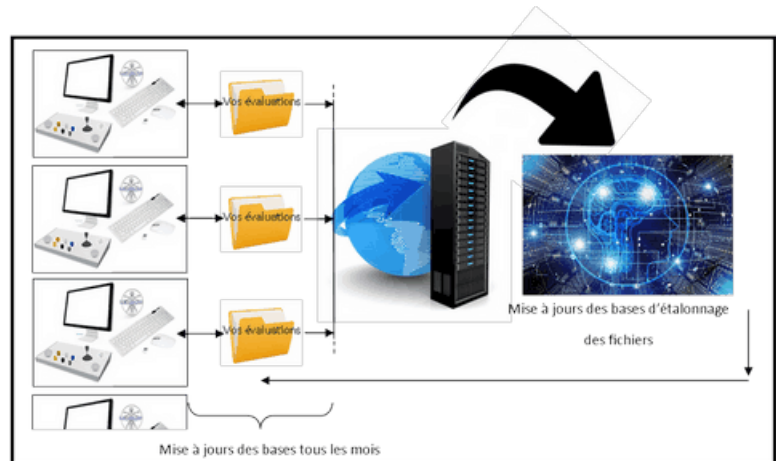 Vos évaluations
Vos évaluations
Vos évaluations
Mise à jours des bases d'étalonnage
des fichiers
Mise à jours des bases tous les mois